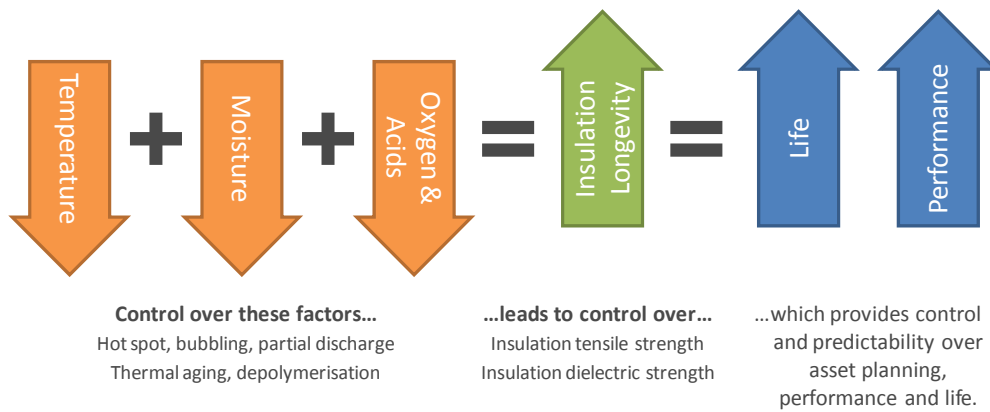 Temperature
+
Moisture
+
Oxygen &
Acids
=
Insulation
Longevity
=
Life
Performance
Control over these factors...
Hot spot, bubbling, partial discharge
Thermal aging, depolymerisation
...leads to control over...
Insulation tensile strength
Insulation dielectric strength
...which provides control
and predictability over
asset planning,
performance and life.